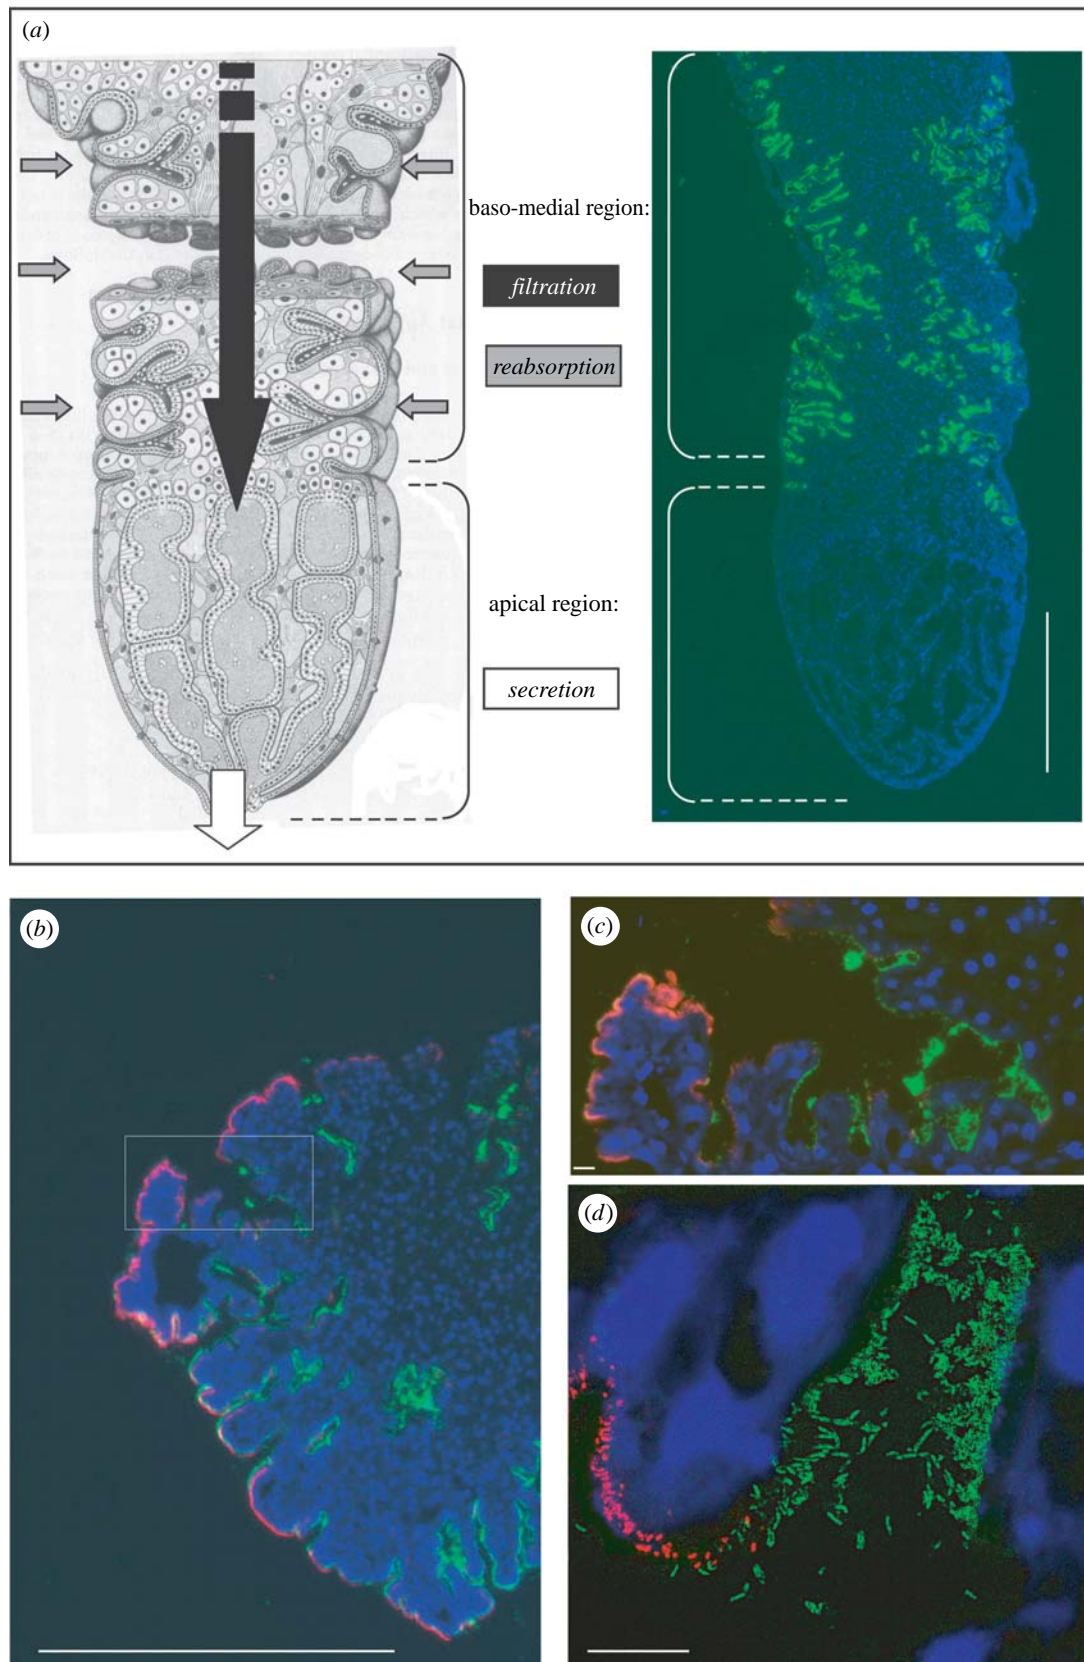 (a)
baso-medial region:
filtration
reabsorption
apical region:
secretion
(b)
(c)
(d)